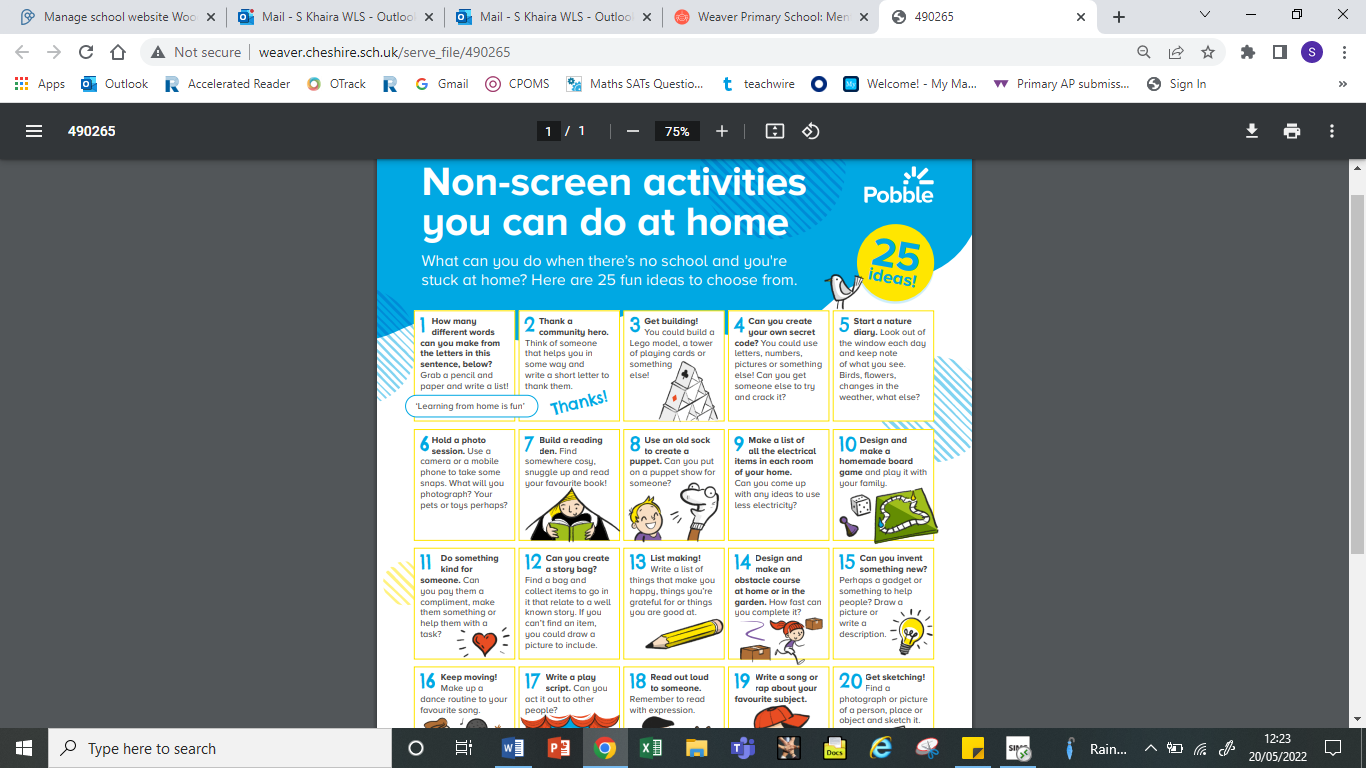 Manage school website Woo
Mail - S Khaira WLS - Outlool
Mail - S Khaira WLS - Outlool
Weaver Primary School: Men
490265
Not secure
weaver.cheshire.sch.uk/serve_file/490265
S
Apps
Outlook
Accelerated Reader
OTrack
Gmail
CPOMS
Maths SATs Questio...
teachwire
Welcome! - My Ma...
Primary AP submiss...
Sign In
»
490265
1 / 1
75%
Non-screen activities
you can do at home
Pobble
What can you do when there's no school and you're
stuck at home? Here are 25 fun ideas to choose from.
25
ideas!
1 How many
different words
can you make from
the letters in this
sentence, below?
Grab a pencil and
paper and write a list!
'Learning from home is fun'
2 Thank a
community hero.
Think of someone
that helps you in
some way and
write a short letter to
thank them.
Thanks!
3 Get building!
You could build a
Lego model, a tower
of playing cards or
something
else!
4 Can you create
your own secret
code? You could use
letters, numbers,
pictures or something
else! Can you get
someone else to try
and crack it?
5 Start a nature
diary. Look out of
the window each day
and keep note
of what you see.
Birds, flowers,
changes in the
weather, what else?
6 Hold a photo
session. Use a
camera or a mobile
phone to take some
snaps. What will you
photograph? Your
pets or toys perhaps?
7 Build a reading
den. Find
somewhere cosy,
snuggle up and read
your favourite book!
8 Use an old sock
to create a
puppet. Can you put
on a puppet show for
someone?
9 Make a list of
all the electrical
items in each room
of your home.
Can you come up
with any ideas to use
less electricity?
10 Design and
make a
homemade board
game and play it with
your family.
11 Do something
kind for
someone. Can
you pay them a
compliment, make
them something or
help them with a
task?
12 Can you create
a story bag?
Find a bag and
collect items to go in
it that relate to a well
known story. If you
can't find an item,
you could draw a
picture to include.
13 List making!
Write a list of
things that make you
happy, things you're
grateful for or things
you are good at.
14 Design and
make an
obstacle course
at home or in the
garden. How fast can
you complete it?
15 Can you invent
something new?
Perhaps a gadget or
something to help
people? Draw a
picture or
write a
description.
16 Keep moving!
Make up a
dance routine to your
favourite song.
17 Write a play
script. Can you
act it out to other
people?
18 Read out loud
to someone.
Remember to read
with expression.
19 Write a song or
rap about your
favourite subject.
20 Get sketching!
Find a
photograph or picture
of a person, place or
object and sketch it.
Type here to search
Docs
SIMS
Rain...
12:23
20/05/2022